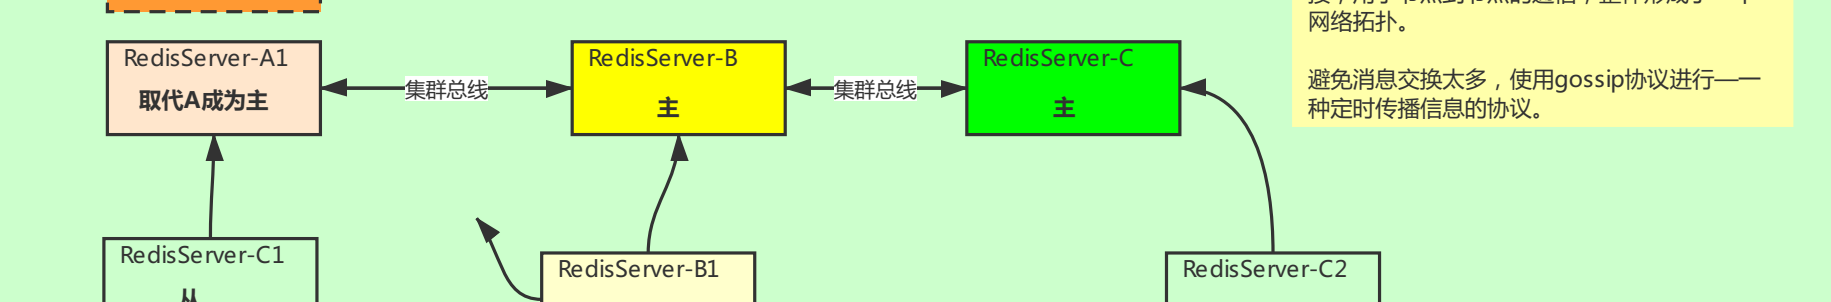 网络拓扑。
RedisServer-A1
取代A成为主
集群总线
RedisServer-B
主
集群总线
RedisServer-C
主
避免消息交换太多，使用gossip协议进行—一
种定时传播信息的协议。
RedisServer-C1
从
RedisServer-B1
RedisServer-C2